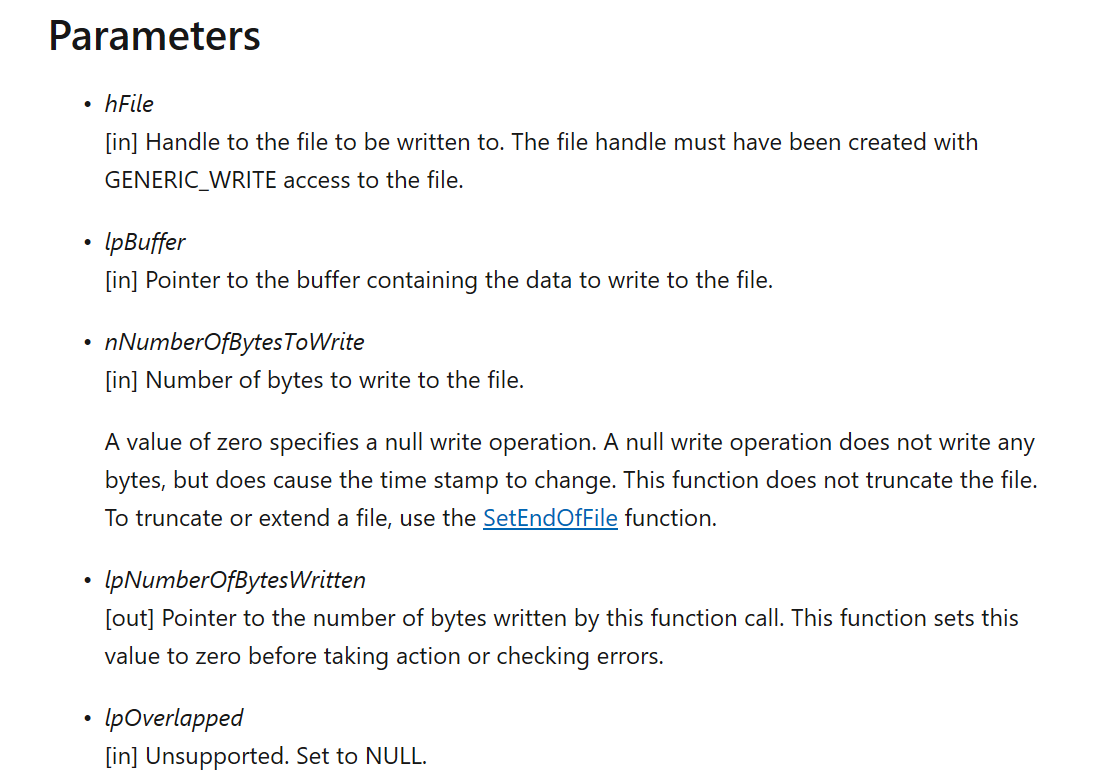 Parameters
• hFile
[in] Handle to the file to be written to. The file handle must have been created with
GENERIC_WRITE access to the file.
• lpBuffer
[in] Pointer to the buffer containing the data to write to the file.
• nNumberOfBytesToWrite
[in] Number of bytes to write to the file.
A value of zero specifies a null write operation. A null write operation does not write any
bytes, but does cause the time stamp to change. This function does not truncate the file.
To truncate or extend a file, use the SetEndOfFile function.
• lpNumberOfBytesWritten
[out] Pointer to the number of bytes written by this function call. This function sets this
value to zero before taking action or checking errors.
• lpOverlapped
[in] Unsupported. Set to NULL.